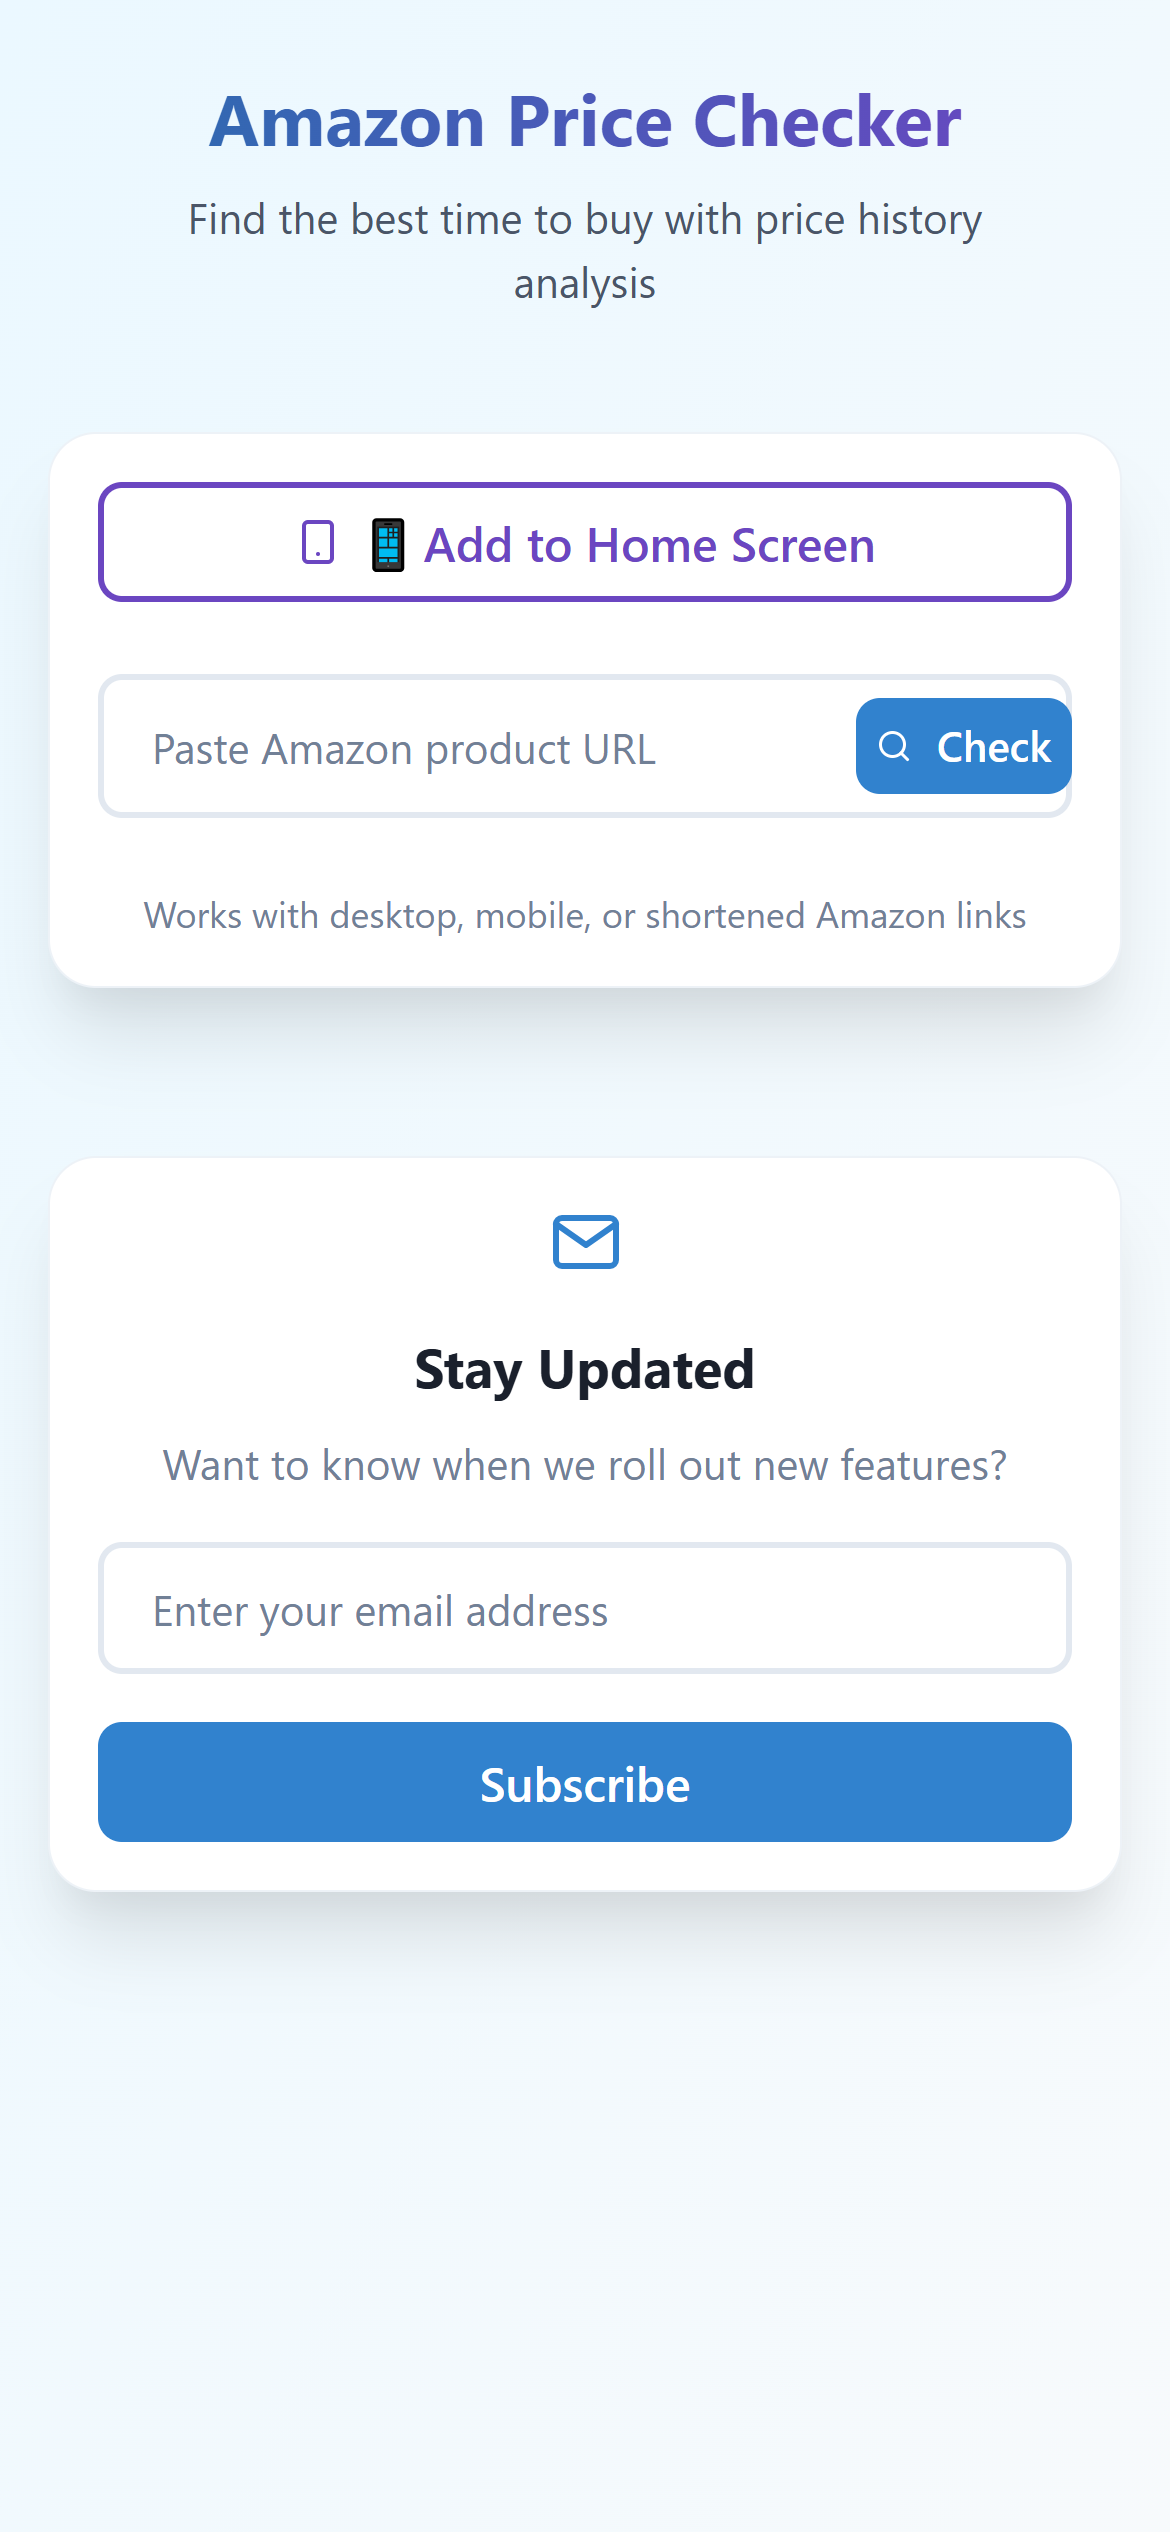 Amazon Price Checker
Find the best time to buy with price history
analysis
📱 Add to Home Screen
Paste Amazon product URL
Check
Works with desktop, mobile, or shortened Amazon links
Stay Updated
Want to know when we roll out new features?
Enter your email address
Subscribe